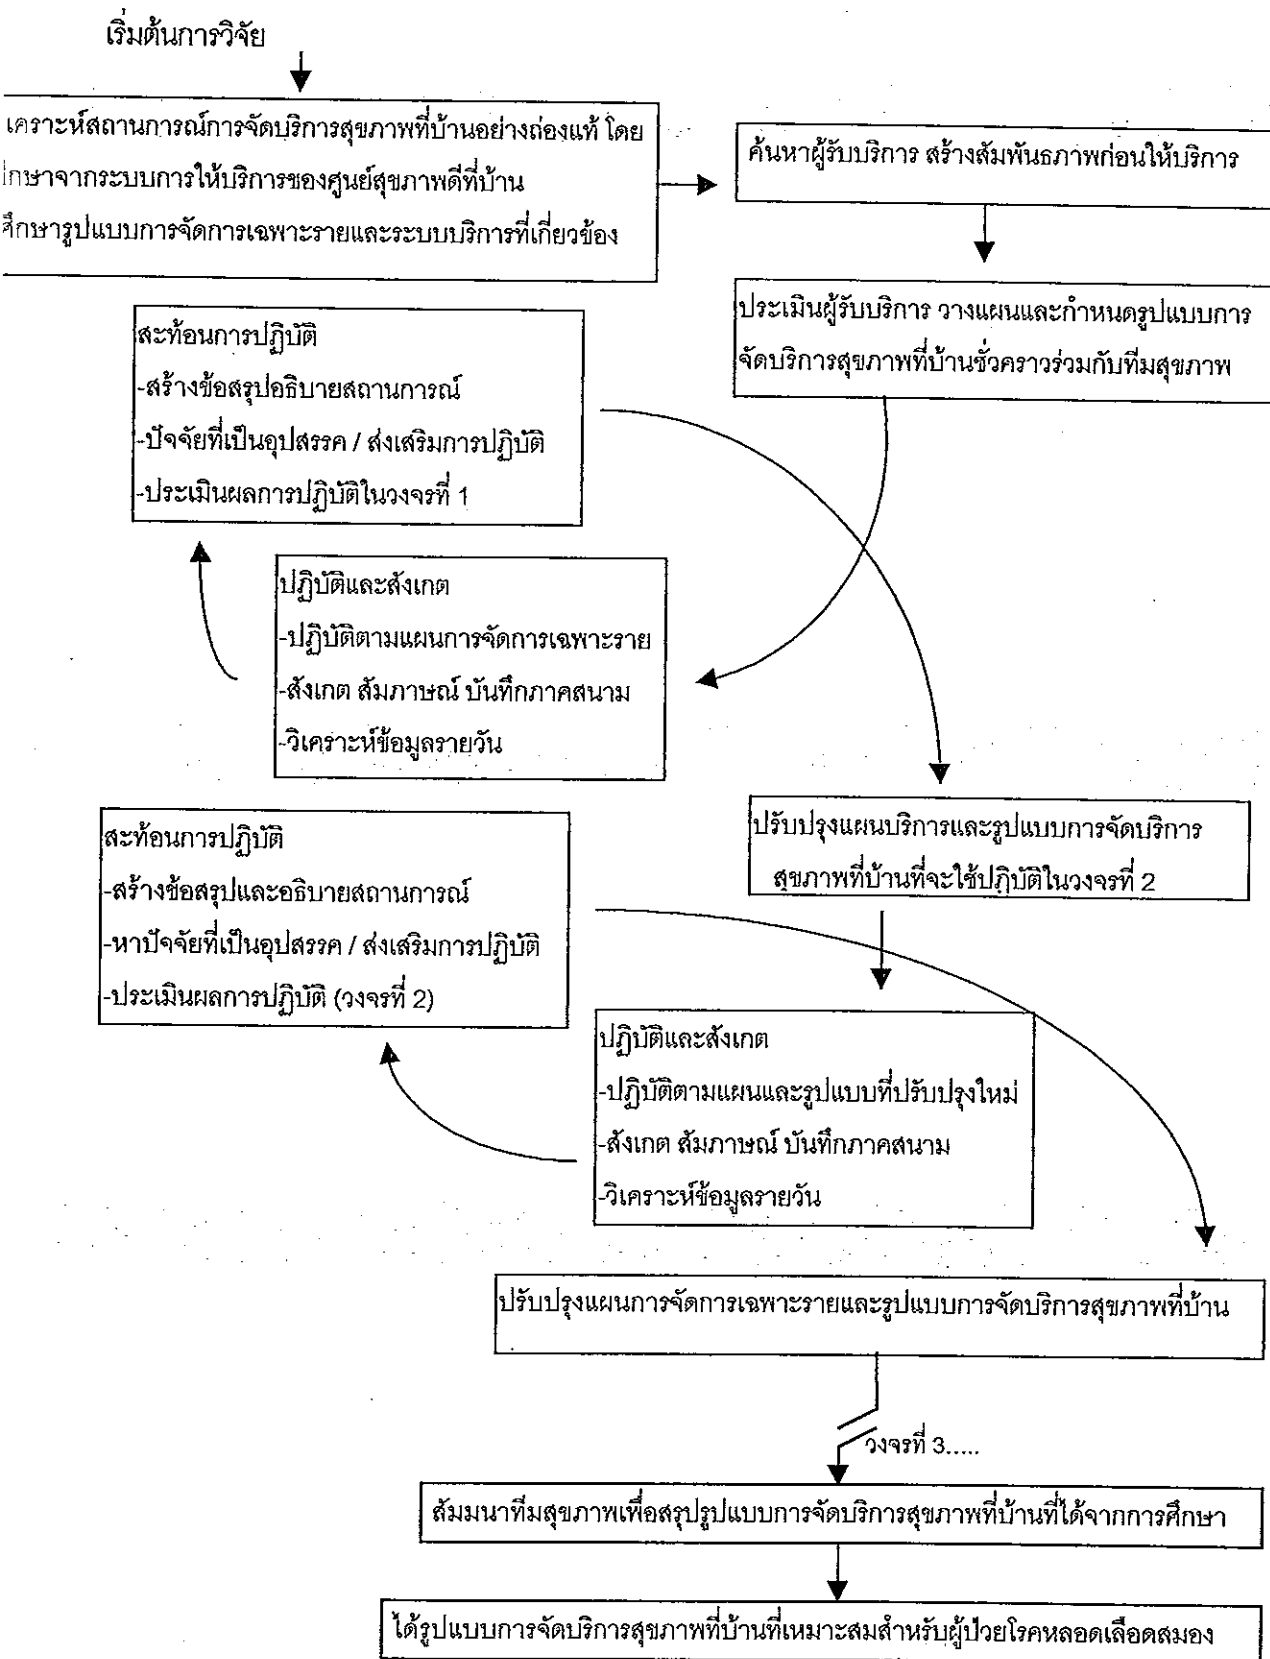 เริ่มต้นการวิจัย
เคราะห์สถานการณ์การจัดบริการสุขภาพที่บ้านอย่างถ่องแท้ โดย
กษาจากระบบการให้บริการของศูนย์สุขภาพดีที่บ้าน
ศึกษารูปแบบการจัดการเฉพาะรายและระบบบริการที่เกี่ยวข้อง
ค้นหาผู้รับบริการ สร้างสัมพันธภาพก่อนให้บริการ
ประเมินผู้รับบริการ วางแผนและกำหนดรูปแบบการ
จัดบริการสุขภาพที่บ้านชั่วคราวร่วมกับทีมสุขภาพ
สะท้อนการปฏิบัติ
-สร้างข้อสรุปอธิบายสถานการณ์
-ปัจจัยที่เป็นอุปสรรค / ส่งเสริมการปฏิบัติ
-ประเมินผลการปฏิบัติในวงจรที่ 1
ปฏิบัติและสังเกต
-ปฏิบัติตามแผนการจัดการเฉพาะราย
-สังเกต สัมภาษณ์ บันทึกภาคสนาม
-วิเคราะห์ข้อมูลรายวัน
ปรับปรุงแผนบริการและรูปแบบการจัดบริการ
สุขภาพที่บ้านที่จะใช้ปฏิบัติในวงจรที่ 2
สะท้อนการปฏิบัติ
-สร้างข้อสรุปและอธิบายสถานการณ์
-หาปัจจัยที่เป็นอุปสรรค / ส่งเสริมการปฏิบัติ
-ประเมินผลการปฏิบัติ (วงจรที่ 2)
ปฏิบัติและสังเกต
-ปฏิบัติตามแผนและรูปแบบที่ปรับปรุงใหม่
-สังเกต สัมภาษณ์ บันทึกภาคสนาม
-วิเคราะห์ข้อมูลรายวัน
ปรับปรุงแผนการจัดการเฉพาะรายและรูปแบบการจัดบริการสุขภาพที่บ้าน
วงจรที่ 3.....
สัมมนาทีมสุขภาพเพื่อสรุปรูปแบบการจัดบริการสุขภาพที่บ้านที่ได้จากการศึกษา
ได้รูปแบบการจัดบริการสุขภาพที่บ้านที่เหมาะสมสำหรับผู้ป่วยโรคหลอดเลือดสมอง